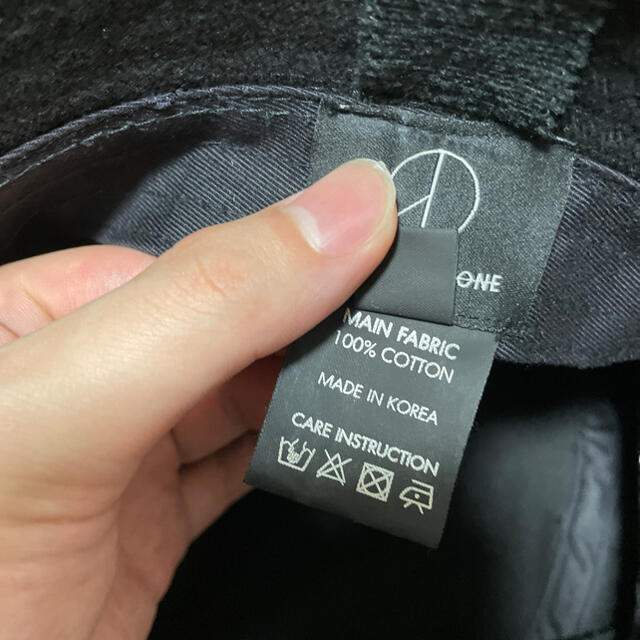 ONE
MAIN FABRIC
100% COTTON
MADE IN KOREA
CARE INSTRUCTION